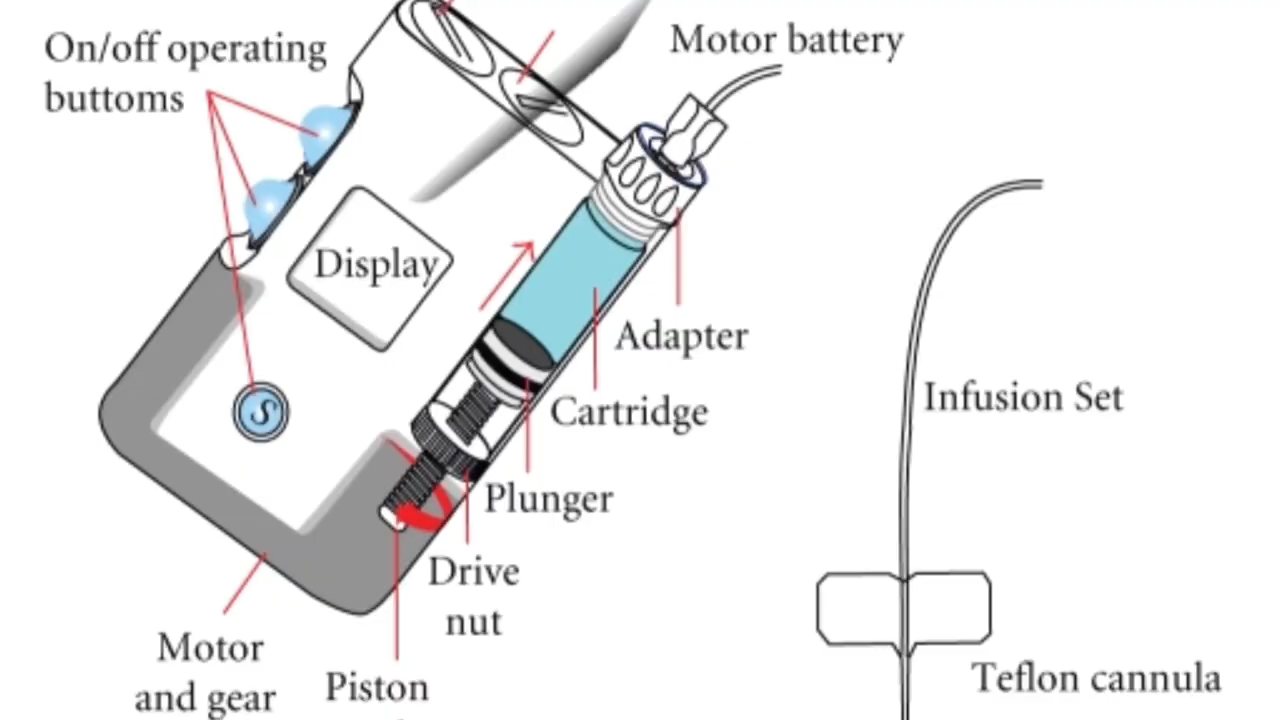 On/off operating
buttoms
Motor battery
Display
Adapter
Infusion Set
Cartridge
S
Plunger
Drive
nut
Motor
and gear
Piston
Teflon cannula